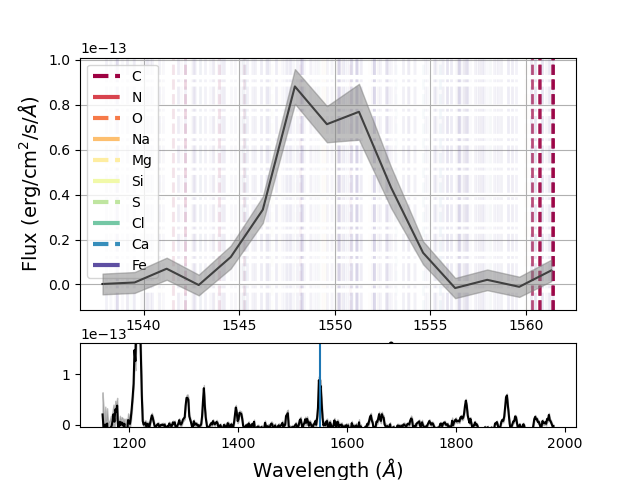 1e−13
Flux (erg/cm²/s/Å)
1.0
0.8
0.6
0.4
0.2
0.0
C
N
O
Na
Mg
Si
S
Cl
Ca
Fe
1540 1545 1550 1555 1560
1e−13
1
0
1200 1400 1600 1800 2000
Wavelength (Å)